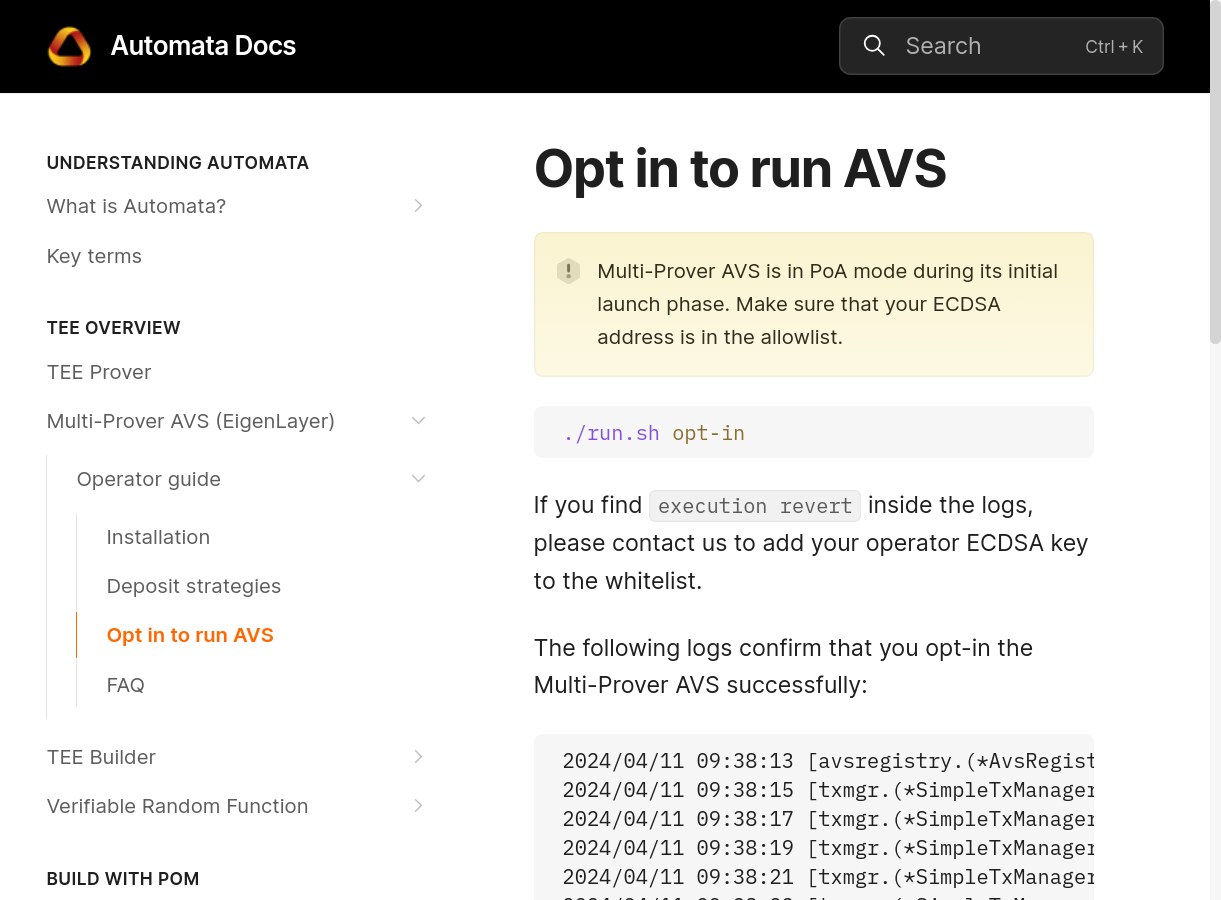 Automata Docs
Search
Ctrl + K
UNDERSTANDING AUTOMATA
What is Automata?
Key terms
TEE OVERVIEW
TEE Prover
Multi-Prover AVS (EigenLayer)
Operator guide
Installation
Deposit strategies
Opt in to run AVS
FAQ
TEE Builder
Verifiable Random Function
BUILD WITH POM
Opt in to run AVS
Multi-Prover AVS is in PoA mode during its initial
launch phase. Make sure that your ECDSA
address is in the allowlist.
./run.sh opt-in
If you find execution revert inside the logs,
please contact us to add your operator ECDSA key
to the whitelist.
The following logs confirm that you opt-in the
Multi-Prover AVS successfully:
2024/04/11 09:38:13 [avsregistry.(*AvsRegist
2024/04/11 09:38:15 [txmgr.(*SimpleTxManager
2024/04/11 09:38:17 [txmgr.(*SimpleTxManager
2024/04/11 09:38:19 [txmgr.(*SimpleTxManager
2024/04/11 09:38:21 [txmgr.(*SimpleTxManager